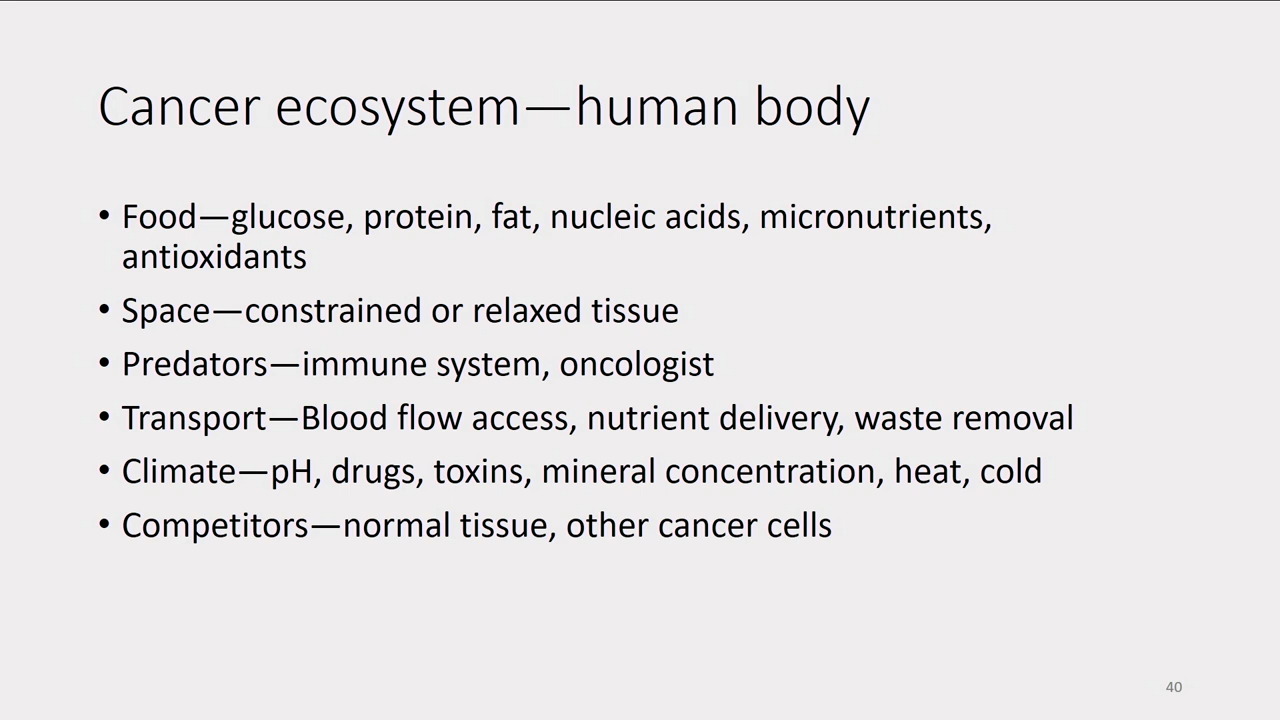 Cancer ecosystem—human body
• Food—glucose, protein, fat, nucleic acids, micronutrients,
antioxidants
• Space—constrained or relaxed tissue
• Predators—immune system, oncologist
• Transport—Blood flow access, nutrient delivery, waste removal
• Climate—pH, drugs, toxins, mineral concentration, heat, cold
• Competitors—normal tissue, other cancer cells
40